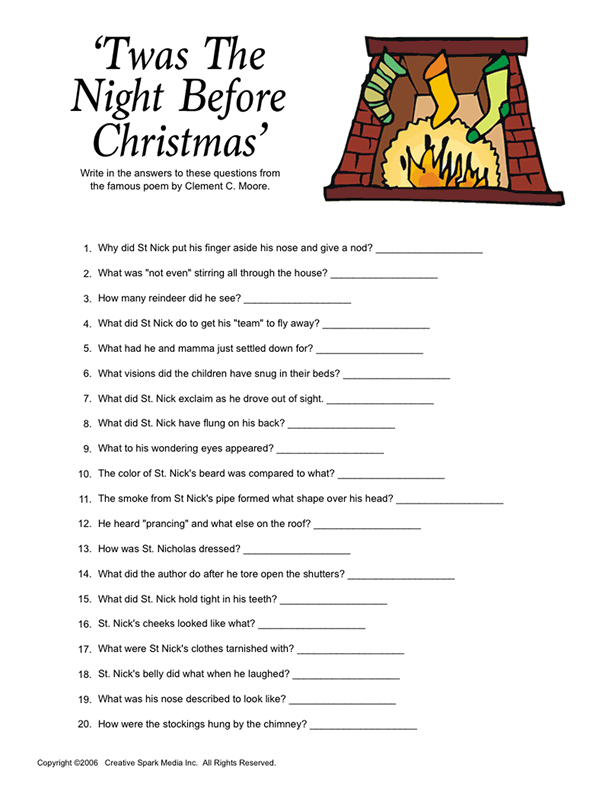 ‘Twas The
Night Before
Christmas’
Write in the answers to these questions from
the famous poem by Clement C. Moore.
1. Why did St Nick put his finger aside his nose and give a nod? ___________________
2. What was "not even" stirring all through the house? ___________________
3. How many reindeer did he see? ___________________
4. What did St Nick do to get his "team" to fly away? ___________________
5. What had he and mamma just settled down for? ___________________
6. What visions did the children have snug in their beds? ___________________
7. What did St. Nick exclaim as he drove out of sight. ___________________
8. What did St. Nick have flung on his back? ___________________
9. What to his wondering eyes appeared? ___________________
10. The color of St. Nick's beard was compared to what? ___________________
11. The smoke from St Nick's pipe formed what shape over his head? ___________________
12. He heard "prancing" and what else on the roof? ___________________
13. How was St. Nicholas dressed? ___________________
14. What did the author do after he tore open the shutters? ___________________
15. What did St. Nick hold tight in his teeth? ___________________
16. St. Nick's cheeks looked like what? ___________________
17. What were St Nick's clothes tarnished with? ___________________
18. St. Nick's belly did what when he laughed? ___________________
19. What was his nose described to look like? ___________________
20. How were the stockings hung by the chimney? ___________________
Copyright ©2006 Creative Spark Media Inc. All Rights Reserved.